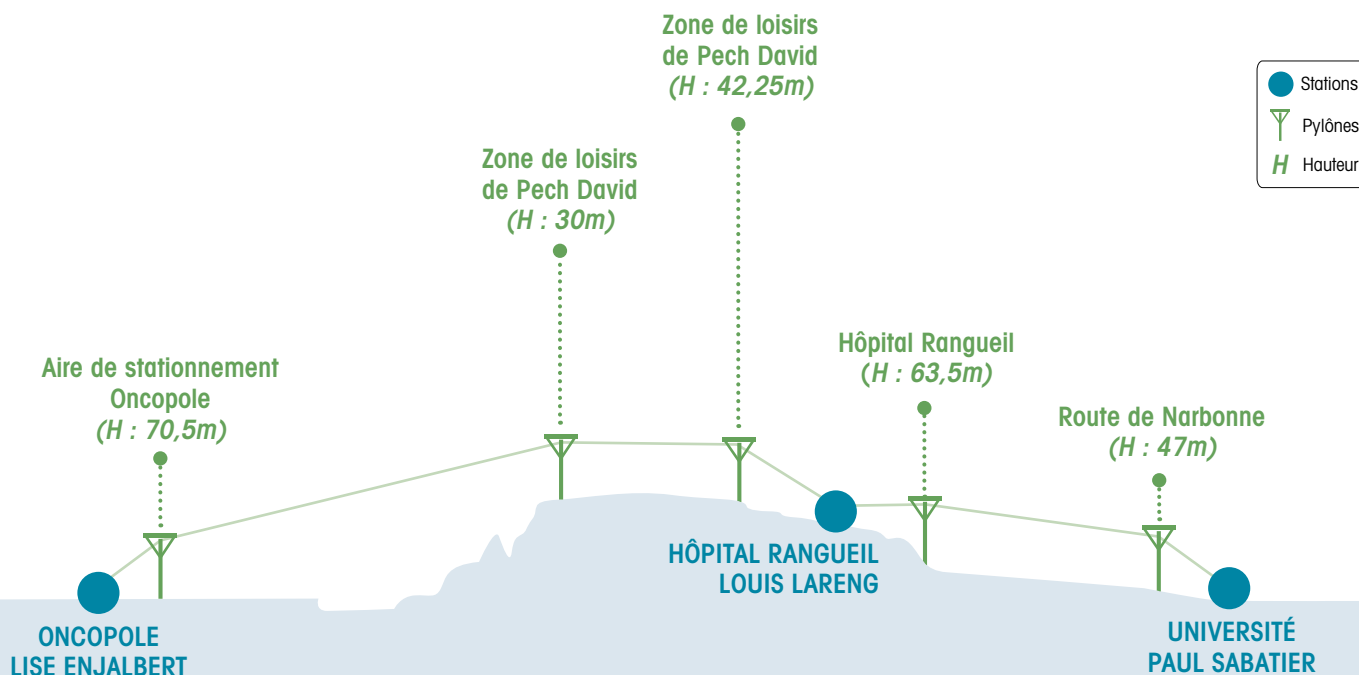 Zone de loisirs
de Pech David
(H : 42,25m)
Stations
Pylônes
H Hauteur
Zone de loisirs
de Pech David
(H : 30m)
Aire de stationnement
Oncopole
(H : 70,5m)
Hôpital Rangueil
(H : 63,5m)
Route de Narbonne
(H : 47m)
HÔPITAL RANGUEIL
LOUIS LARENG
ONCOPOLE
LISE ENJALBERT
UNIVERSITÉ
PAUL SABATIER